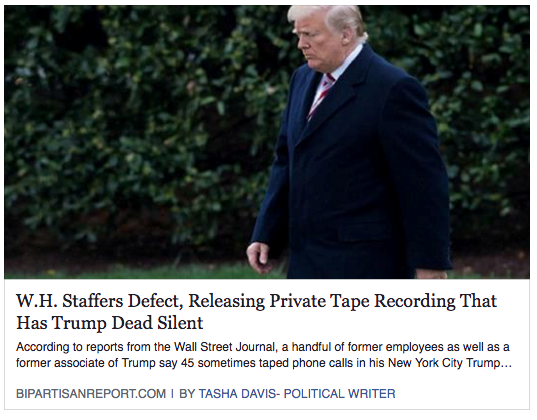 W.H. Staffers Defect, Releasing Private Tape Recording That
Has Trump Dead Silent
According to reports from the Wall Street Journal, a handful of former employees as well as a
former associate of Trump say 45 sometimes taped phone calls in his New York City Trump...
BIPARTISANREPORT.COM | BY TASHA DAVIS- POLITICAL WRITER